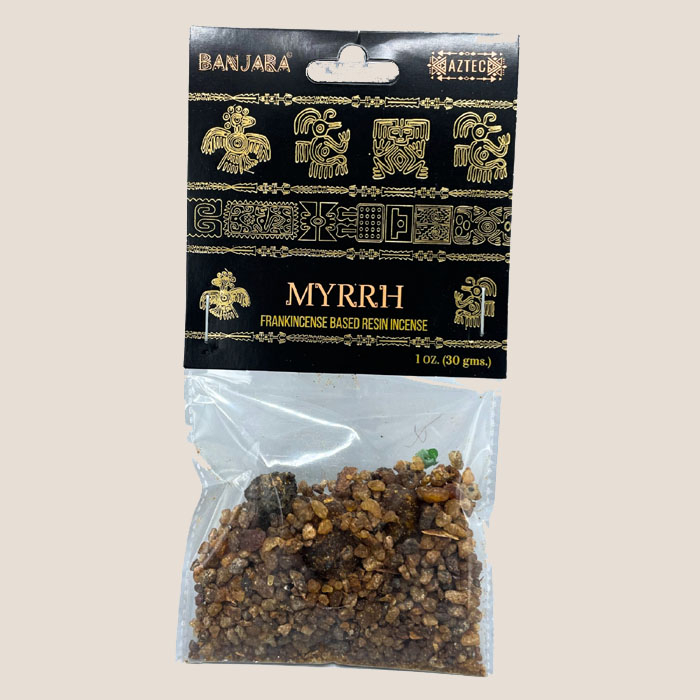 BANJARA©
AZTEC
MYRRH
FRANKINCENSE BASED RESIN INCENSE
1 OZ. (30 gms.)